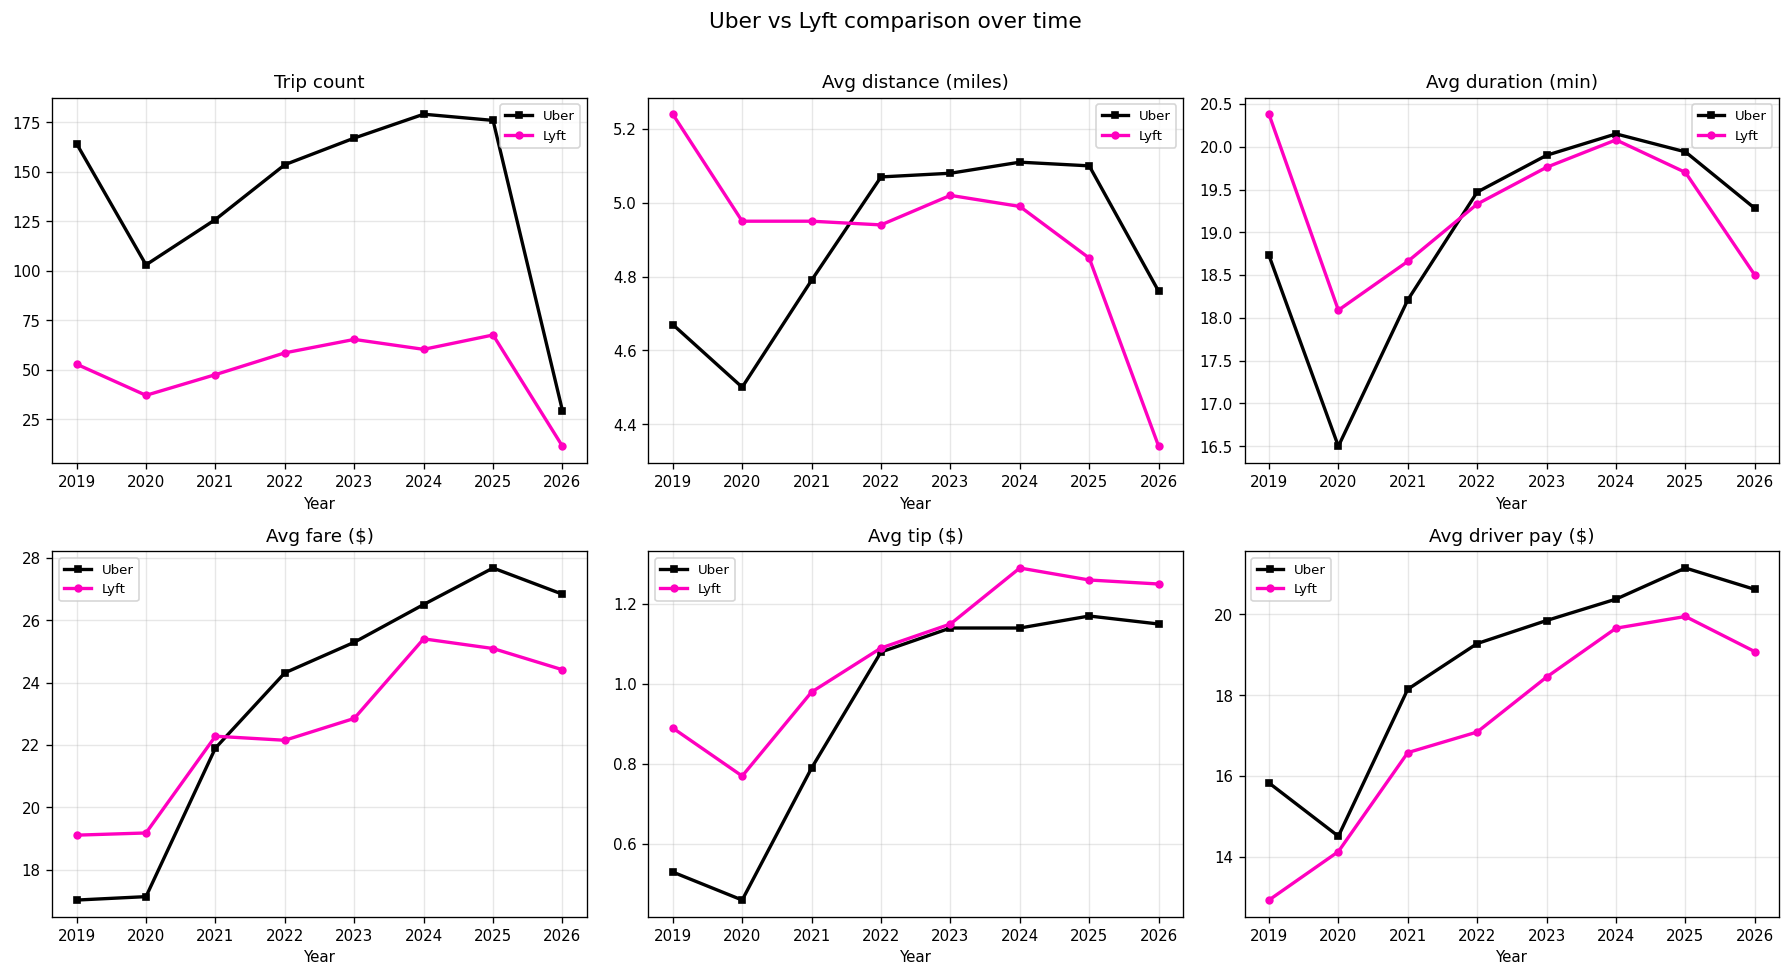 Uber vs Lyft comparison over time
Trip count
175
150
125
100
75
50
25
Uber
Lyft
2019 2020 2021 2022 2023 2024 2025 2026
Year
Avg distance (miles)
5.2
5.0
4.8
4.6
4.4
Uber
Lyft
2019 2020 2021 2022 2023 2024 2025 2026
Year
Avg duration (min)
20.5
20.0
19.5
19.0
18.5
18.0
17.5
17.0
16.5
Uber
Lyft
2019 2020 2021 2022 2023 2024 2025 2026
Year
Avg fare ($)
28
26
24
22
20
18
Uber
Lyft
2019 2020 2021 2022 2023 2024 2025 2026
Year
Avg tip ($)
1.2
1.0
0.8
0.6
Uber
Lyft
2019 2020 2021 2022 2023 2024 2025 2026
Year
Avg driver pay ($)
20
18
16
14
Uber
Lyft
2019 2020 2021 2022 2023 2024 2025 2026
Year